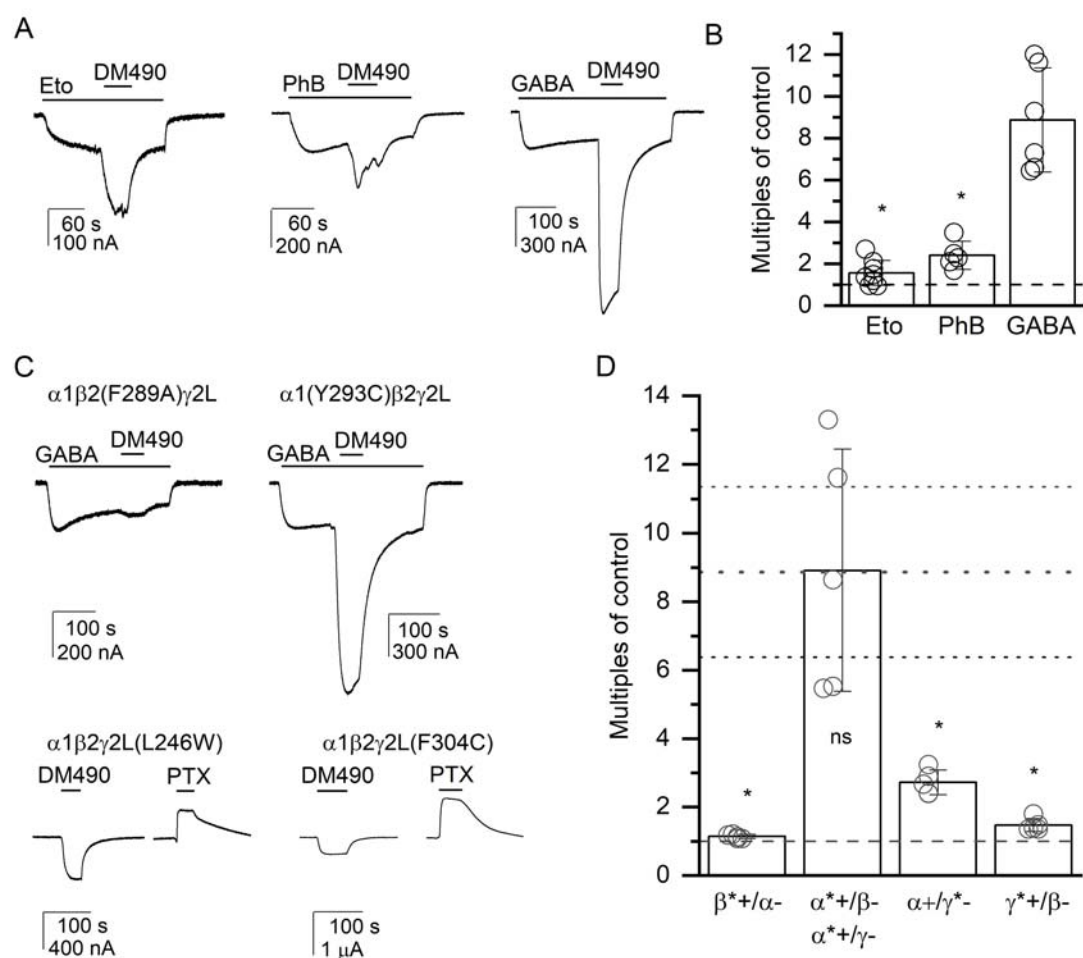 A
Eto
DM490
60 s
100 nA
PhB
DM490
60 s
200 nA
GABA
DM490
100 s
300 nA
B
Multiples of control
12
10
8
6
4
2
0
*
*
Eto
PhB
GABA
C
α1β2(F289A)γ2L
GABA
DM490
100 s
200 nA
α1(Y293C)β2γ2L
GABA
DM490
100 s
300 nA
α1β2γ2L(L246W)
DM490
PTX
100 s
400 nA
α1β2γ2L(F304C)
DM490
PTX
100 s
1 μA
D
Multiples of control
14
12
10
8
6
4
2
0
*
ns
*
*
β*+/α-
α*+/β-
α*+/γ-
α+/γ*-
γ*+/β-